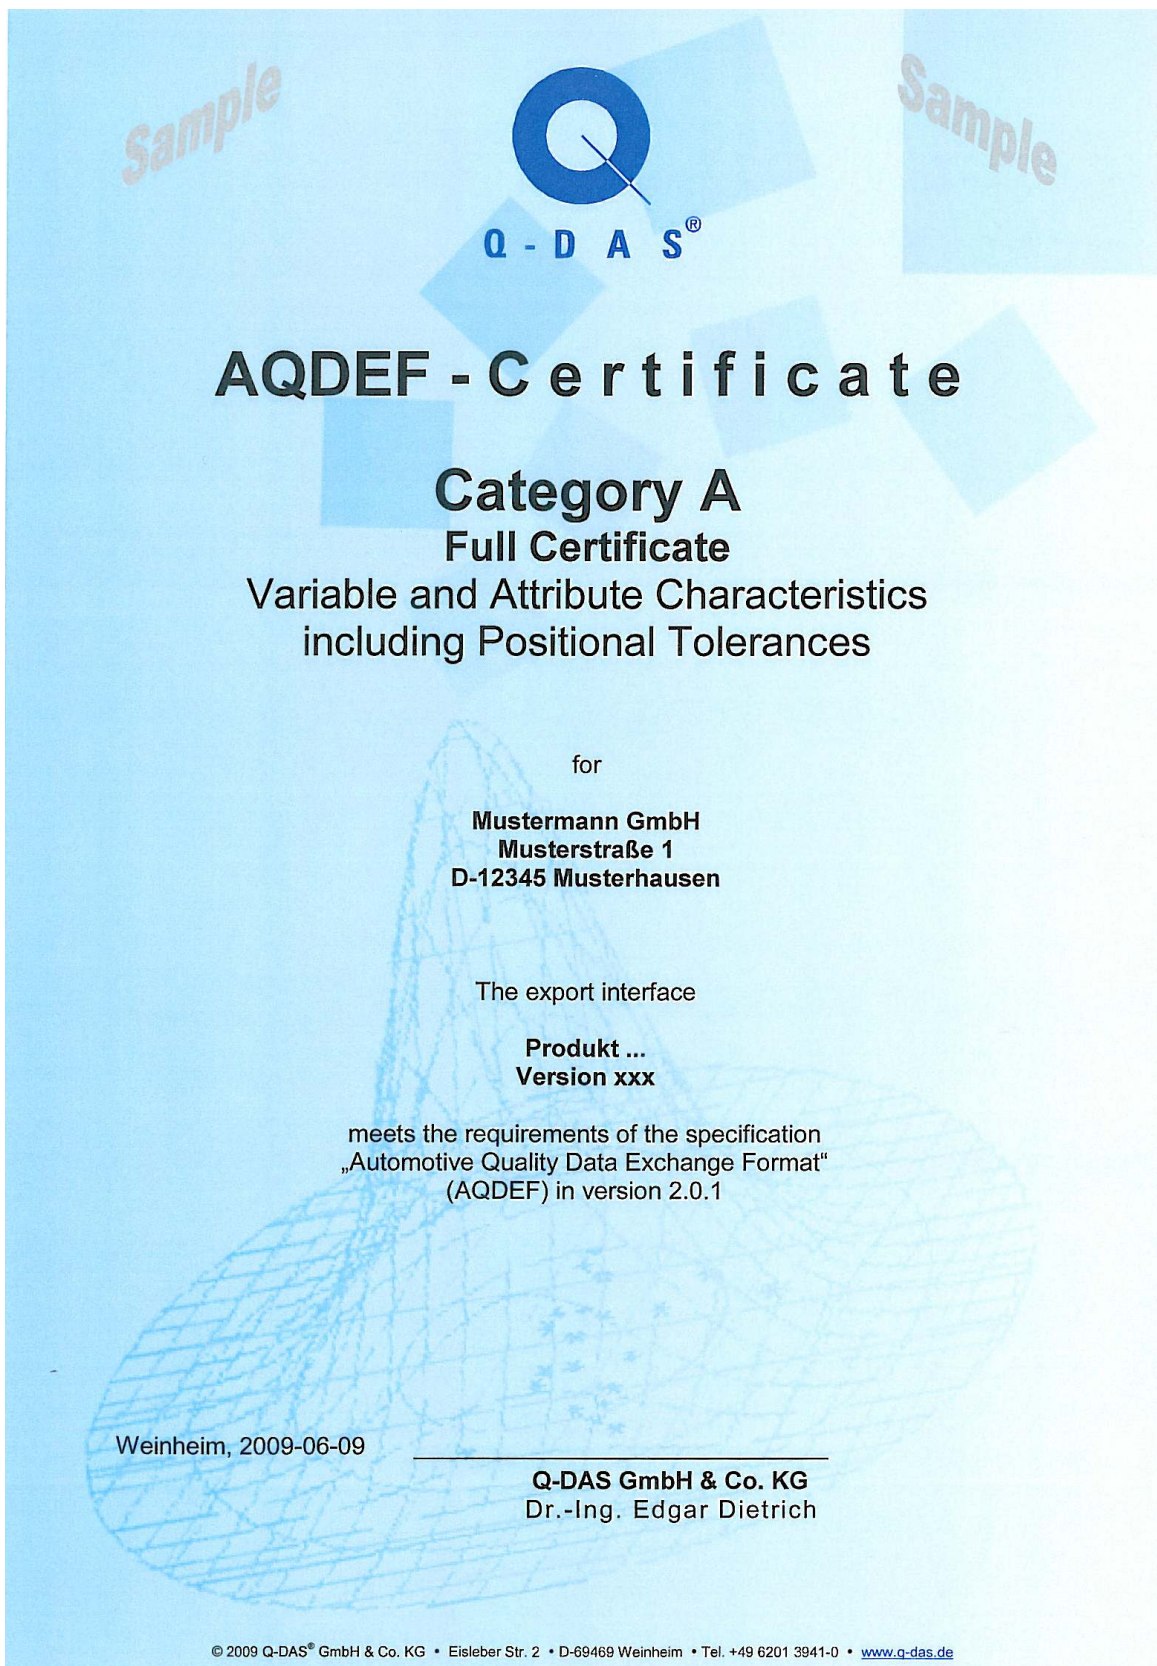 Sample
Sample
Q - D A S®
AQDEF - Certificate
Category A
Full Certificate
Variable and Attribute Characteristics
including Positional Tolerances
for
Mustermann GmbH
Musterstraße 1
D-12345 Musterhausen
The export interface
Produkt ...
Version xxx
meets the requirements of the specification
„Automotive Quality Data Exchange Format“
(AQDEF) in version 2.0.1
Weinheim, 2009-06-09
Q-DAS GmbH & Co. KG
Dr.-Ing. Edgar Dietrich
© 2009 Q-DAS® GmbH & Co. KG • Eisleber Str. 2 • D-69469 Weinheim • Tel. +49 6201 3941-0 • www.q-das.de